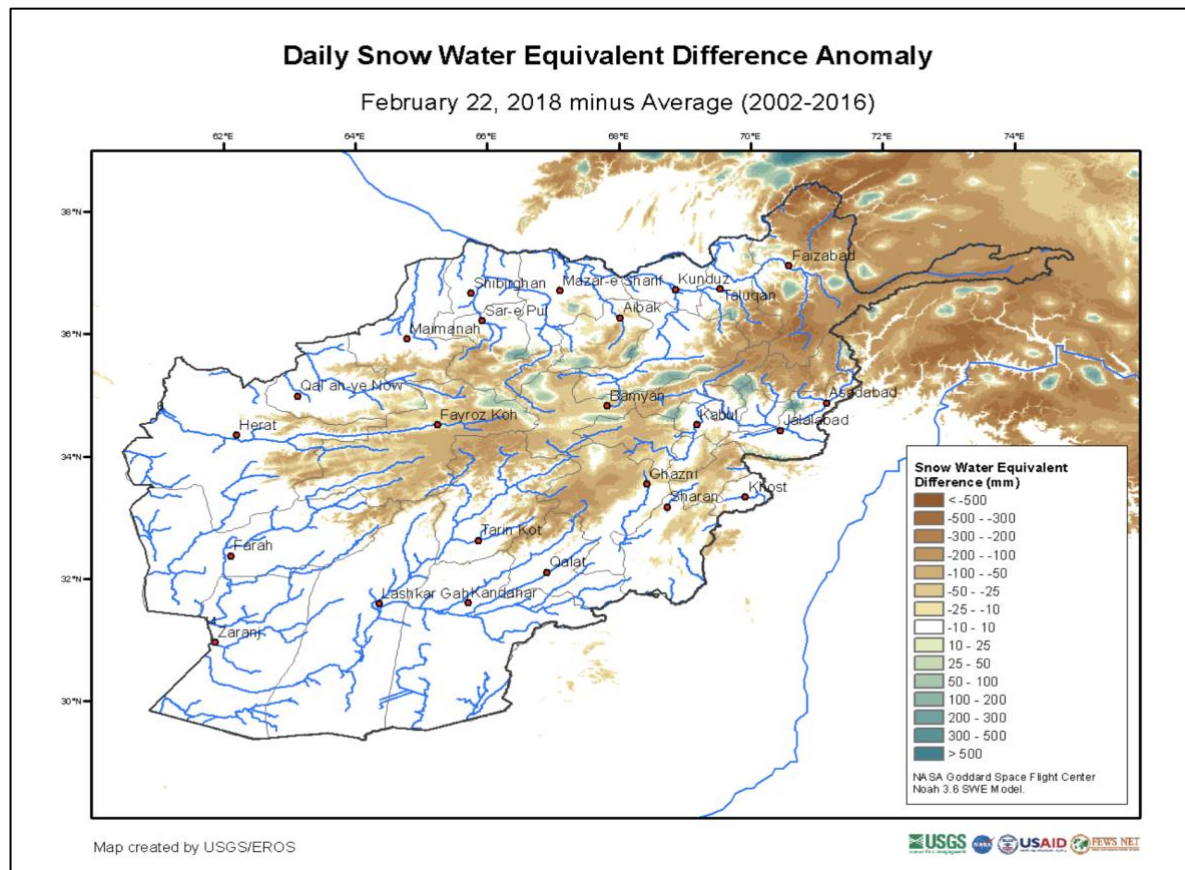 Daily Snow Water Equivalent Difference Anomaly
February 22, 2018 minus Average (2002-2016)
62°E
64°E
66°E
68°E
70°E
72°E
74°E
38°N
36°N
34°N
32°N
30°N
Faizabad
Shibirghan
Mazar-e Sharif
Kunduz
Taluqan
Sar-e Pul
Aibak
Maimanah
Qal'ah-ye Now
Bamyan
Asadabad
Herat
Fayroz Koh
Kabul
Jalalabad
Ghazni
Sharan
Khost
Tarin Kot
Farah
Qalat
Lashkar Gah
Kandahar
Zaranj
Snow Water Equivalent
Difference (mm)
< -500
-500 - -300
-300 - -200
-200 - -100
-100 - -50
-50 - -25
-25 - -10
-10 - 10
10 - 25
25 - 50
50 - 100
100 - 200
200 - 300
300 - 500
> 500
NASA Goddard Space Flight Center
Noah 3.6 SWE Model.
Map created by USGS/EROS
USGS
NASA
USAID
FEWS NET